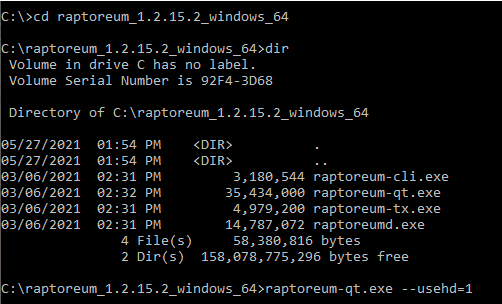 C:\>cd raptoreum_1.2.15.2_windows_64
C:\raptoreum_1.2.15.2_windows_64>dir
 Volume in drive C has no label.
 Volume Serial Number is 92F4-3D68
 Directory of C:\raptoreum_1.2.15.2_windows_64
05/27/2021  01:54 PM    <DIR>          .
05/27/2021  01:54 PM    <DIR>          ..
03/06/2021  02:31 PM         3,180,544 raptoreum-cli.exe
03/06/2021  02:32 PM        35,434,000 raptoreum-qt.exe
03/06/2021  02:31 PM         4,979,200 raptoreum-tx.exe
03/06/2021  02:31 PM        14,787,072 raptoreumd.exe
               4 File(s)     58,380,816 bytes
               2 Dir(s)  158,078,775,296 bytes free
C:\raptoreum_1.2.15.2_windows_64>raptoreum-qt.exe --usehd=1